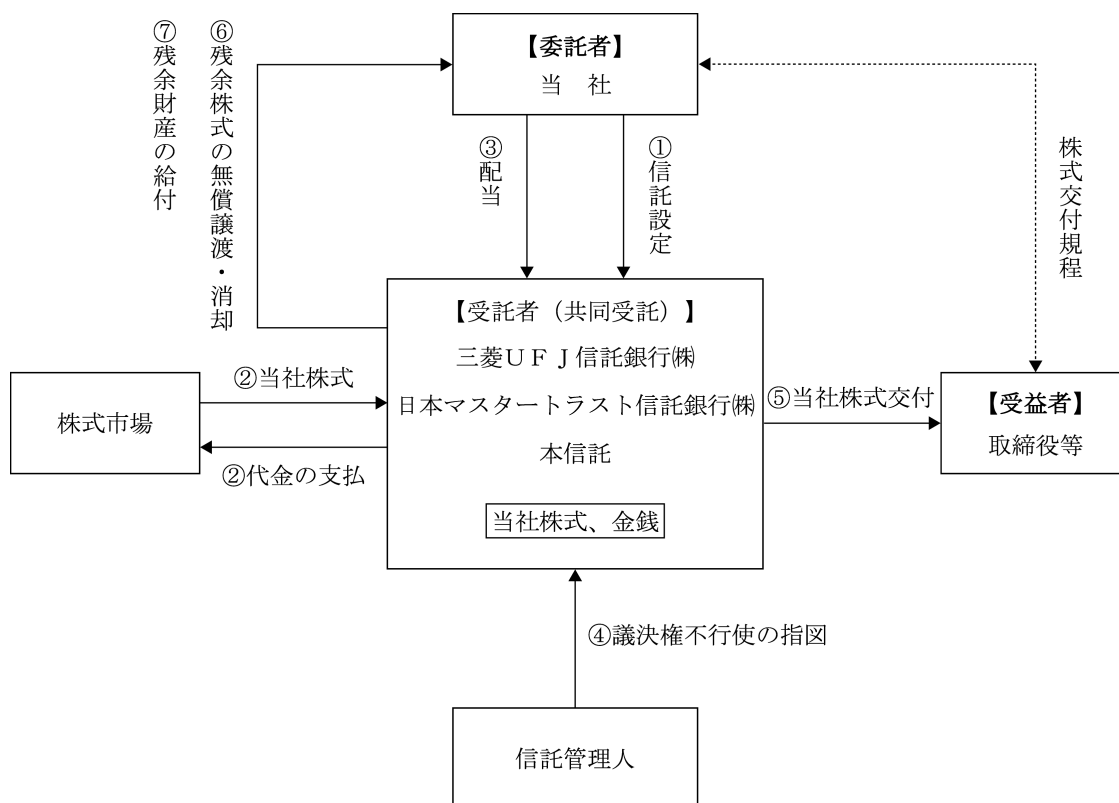 ⑦残余財産の給付
⑥残余株式の無償譲渡・消却
【委託者】
当　社
③配当
①信託設定
株式交付規程
【受託者（共同受託）】
三菱ＵＦＪ信託銀行㈱
日本マスタートラスト信託銀行㈱
本信託
当社株式、金銭
株式市場
②当社株式
②代金の支払
⑤当社株式交付
【受益者】
取締役等
④議決権不行使の指図
信託管理人